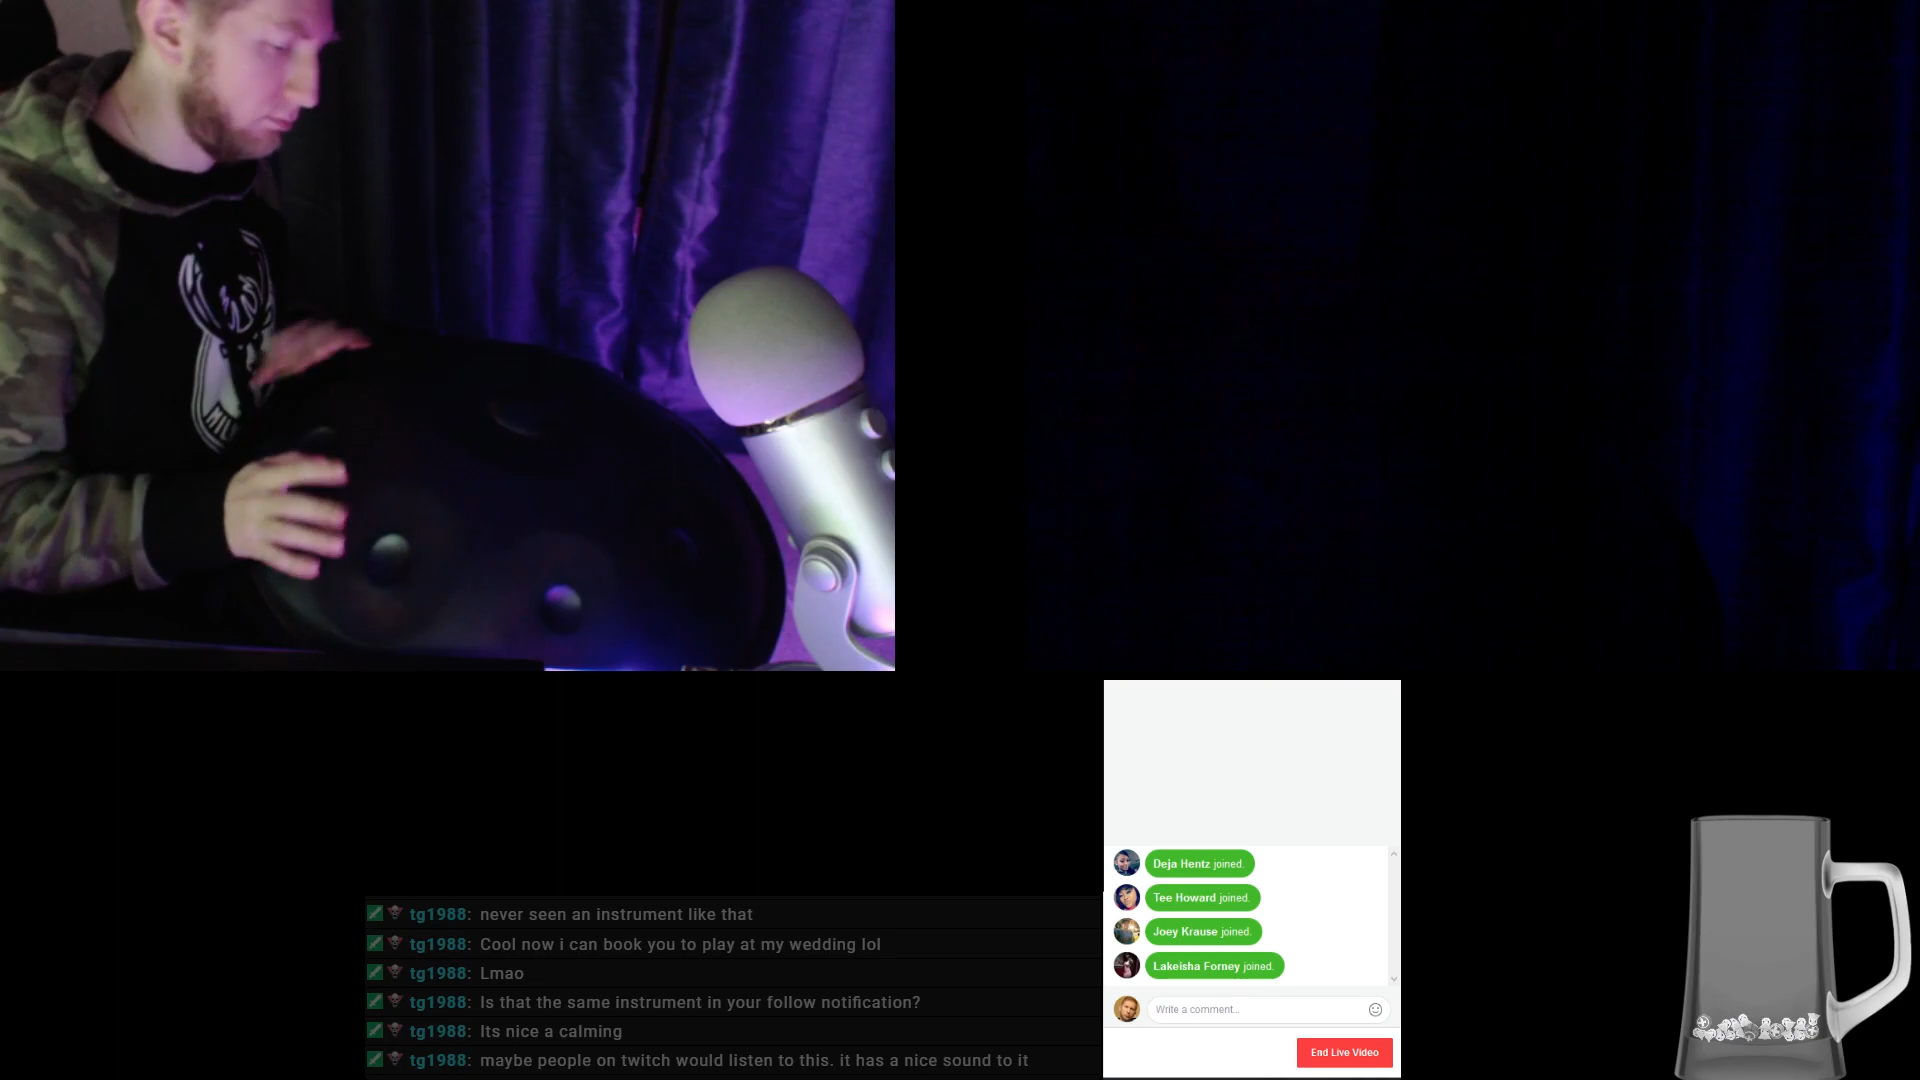 MIL
Deja Hentz joined.
Tee Howard joined.
Joey Krause joined.
Lakeisha Forney joined.
Write a comment...
End Live Video
tg1988: never seen an instrument like that
tg1988: Cool now i can book you to play at my wedding lol
tg1988: Lmao
tg1988: Is that the same instrument in your follow notification?
tg1988: Its nice a calming
tg1988: maybe people on twitch would listen to this. it has a nice sound to it